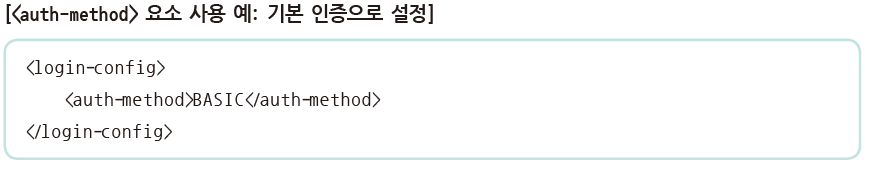 [<auth-method> 요소 사용 예: 기본 인증으로 설정]
<login-config>
    <auth-method>BASIC</auth-method>
</login-config>